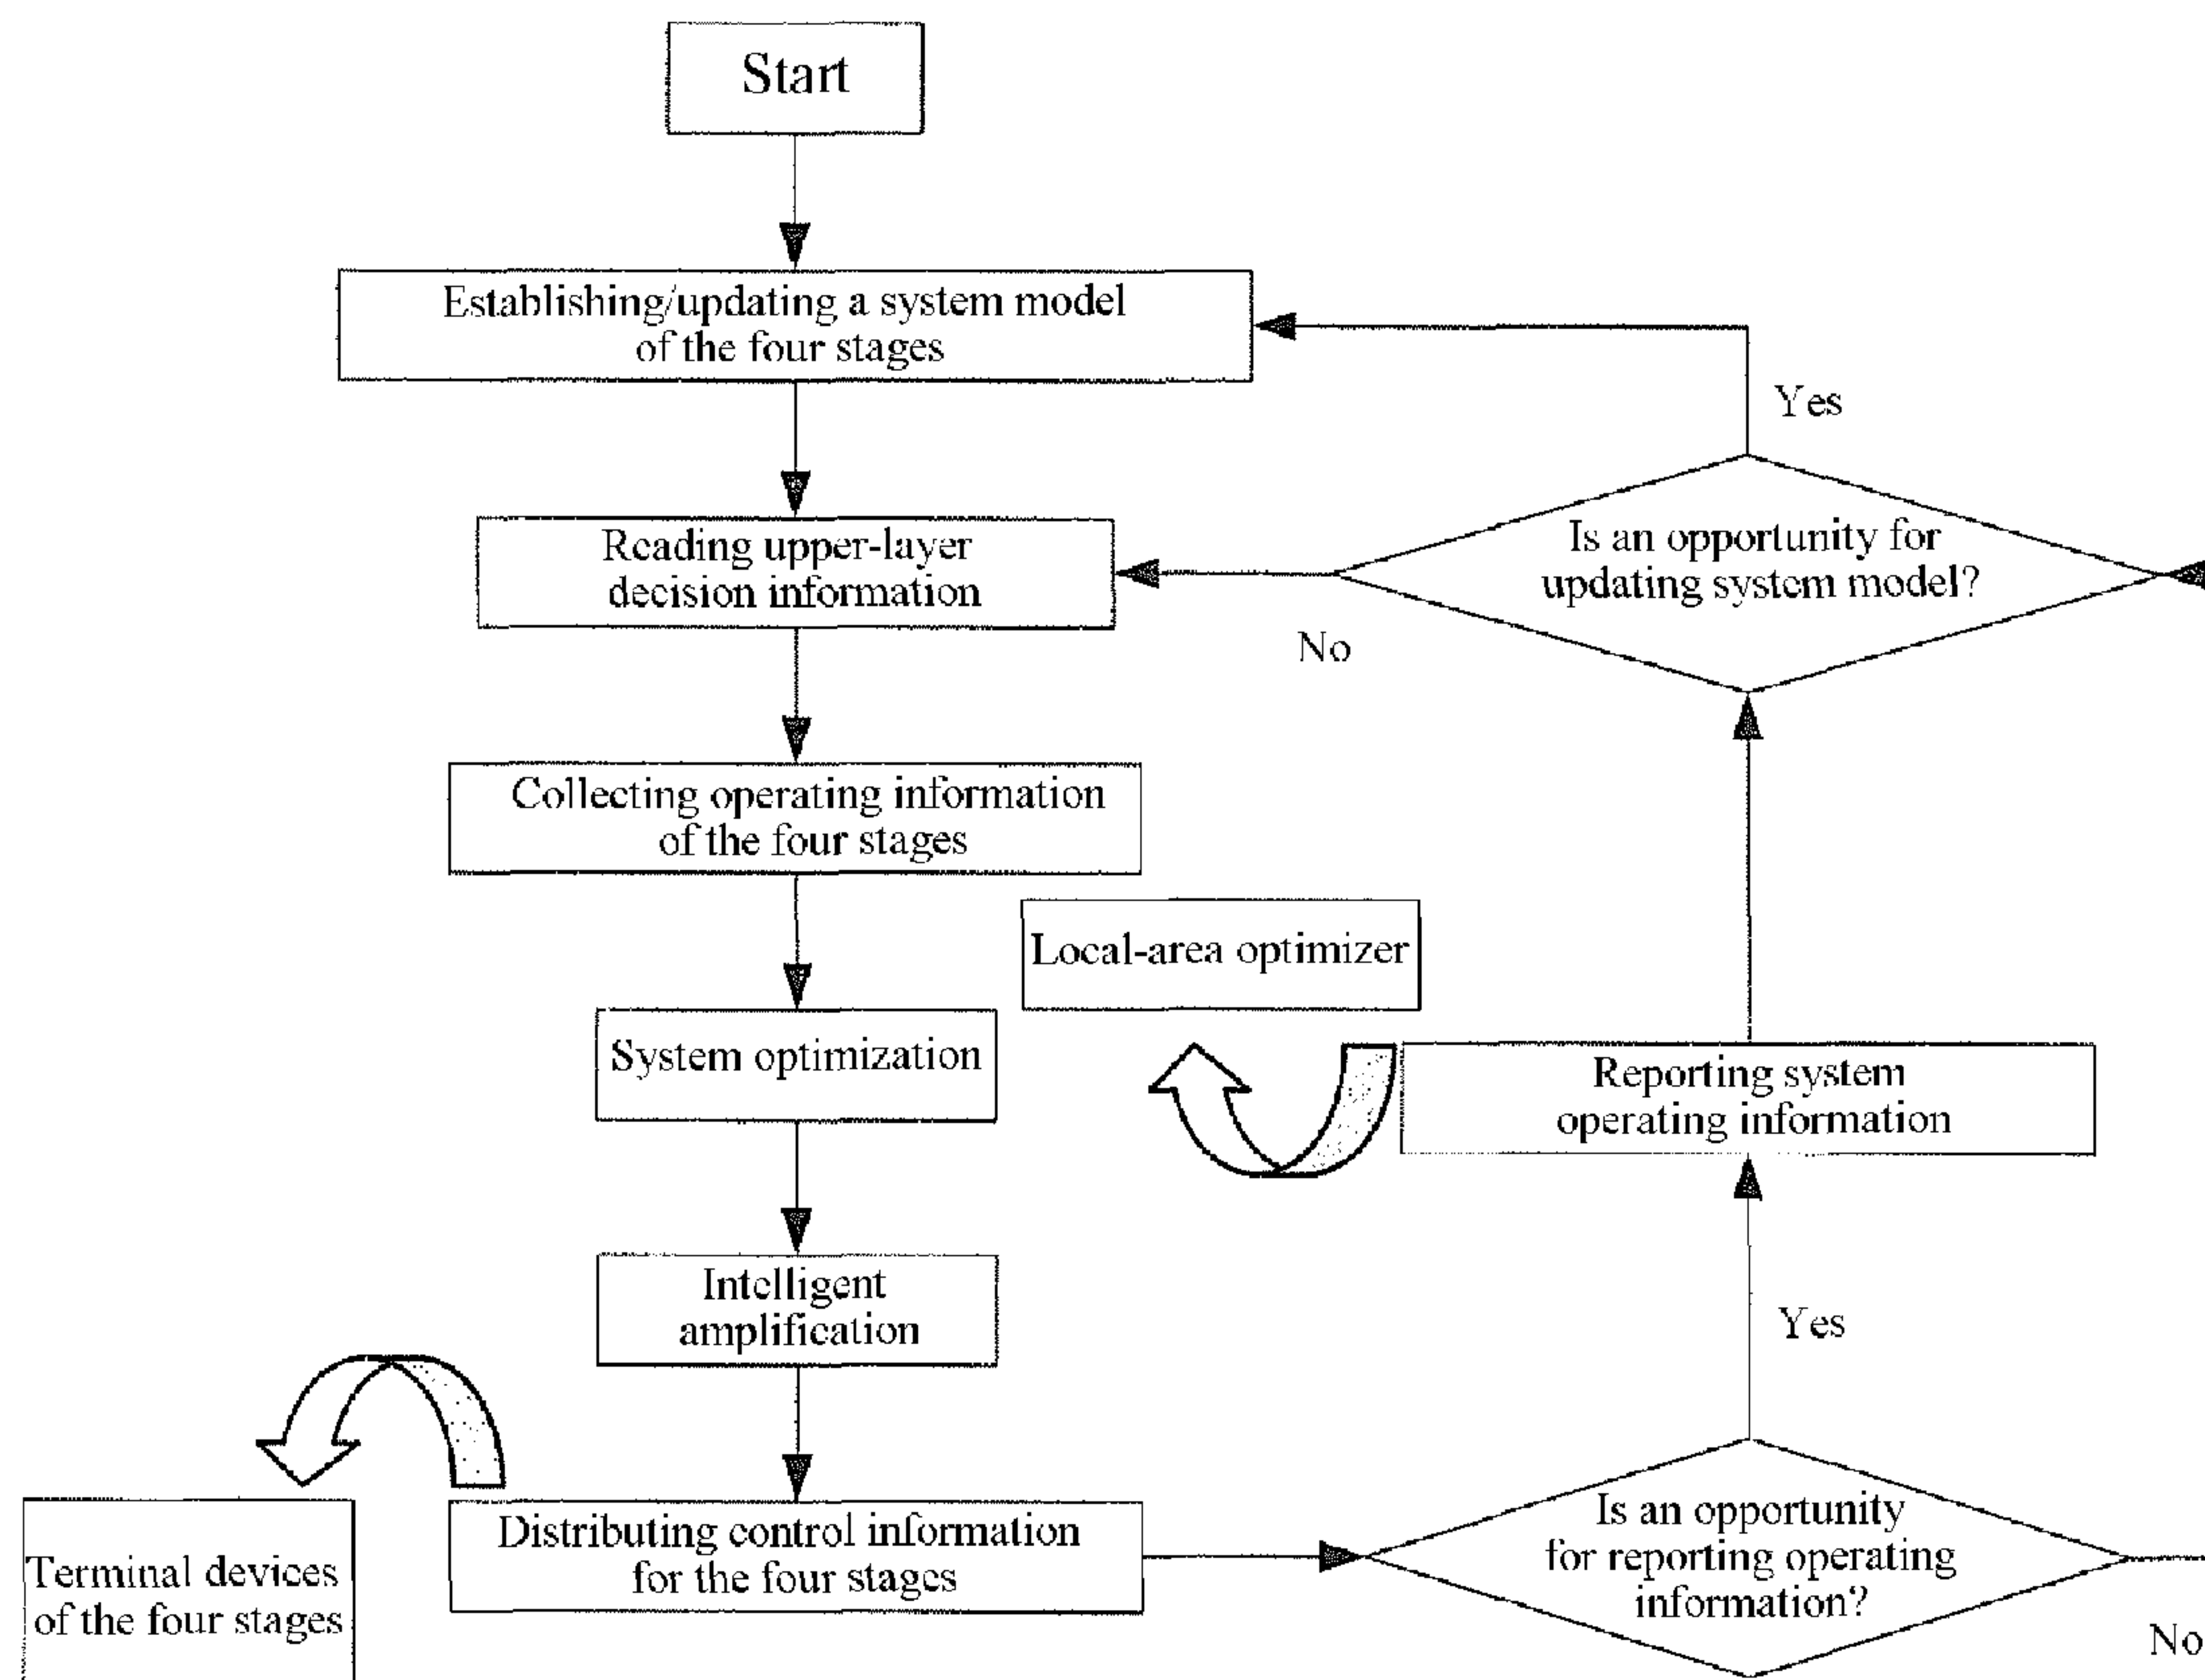 Start
Establishing/updating a system model
of the four stages
Yes
Reading upper-layer
decision information
Is an opportunity for
updating system model?
No
Collecting operating information
of the four stages
Local-area optimizer
System optimization
Reporting system
operating information
Intelligent
amplification
Yes
Distributing control information
for the four stages
Is an opportunity
for reporting operating
information?
Terminal devices
of the four stages
No